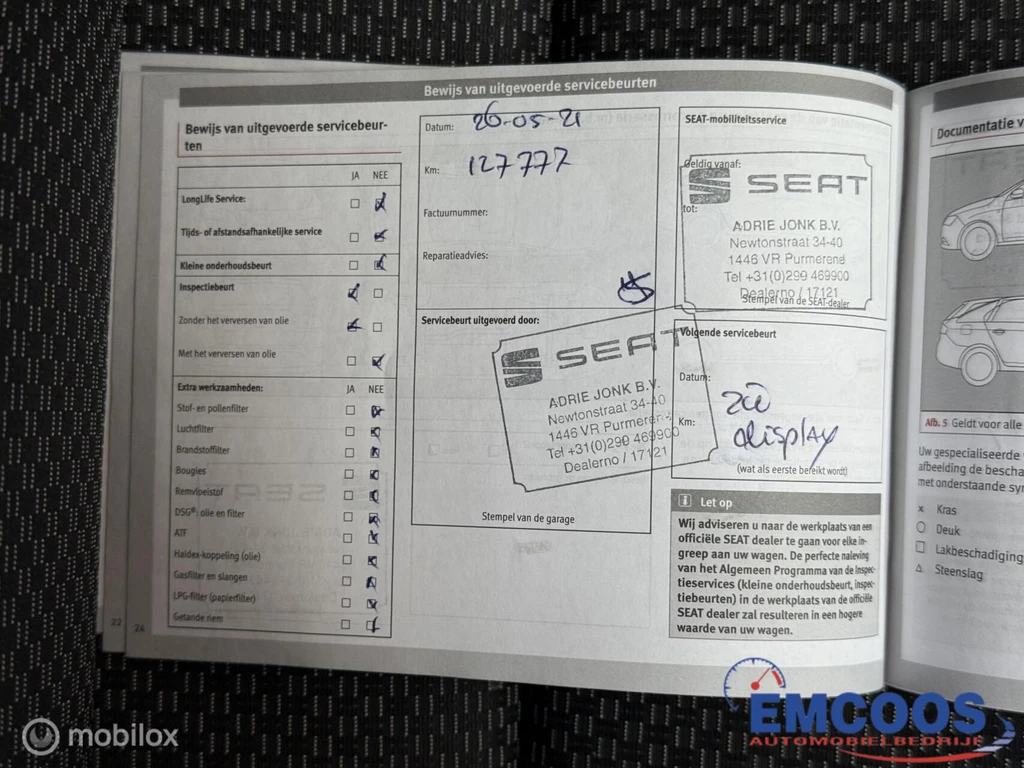 Bewijs van uitgevoerde servicebeurten
Bewijs van uitgevoerde servicebeur-
ten
JA NEE
LongLife Service:
Tijds- of afstandsafhankelijke service
Kleine onderhoudsbeurt
Inspectiebeurt
Zonder het verversen van olie
Met het verversen van olie
Extra werkzaamheden: JA NEE
Stof- en pollenfilter
Luchtfilter
Brandstoffilter
Bougies
Remvloeistof
DSG®: olie en filter
ATF
Haldex-koppeling (olie)
Gasfilter en slangen
LPG-filter (papierfilter)
Getande riem
22
24
Datum: 26-05-21
Km: 127777
Factuurnummer:
Reparatieadvies:
Servicebeurt uitgevoerd door:
SEAT
ADRIE JONK B.V.
Newtonstraat 34-40
1446 VR Purmerend
Tel +31(0)299 469900
Dealerno / 17121
Stempel van de garage
SEAT-mobiliteitsservice
Geldig vanaf:
SEAT
tot:
ADRIE JONK B.V.
Newtonstraat 34-40
1446 VR Purmerend
Tel +31(0)299 469900
Dealerno / 17121
Stempel van de SEAT-dealer
Volgende servicebeurt
Datum:
Km:
display
(wat als eerste bereikt wordt)
i Let op
Wij adviseren u naar de werkplaats van een
officiële SEAT dealer te gaan voor elke in-
greep aan uw wagen. De perfecte naleving
van het Algemeen Programma van de Inspec-
tieservices (kleine onderhoudsbeurt, inspec-
tiebeurten) in de werkplaats van de officiële
SEAT dealer zal resulteren in een hogere
waarde van uw wagen.
Documentatie v
Afb. 5 Geldt voor alle
Uw gespecialiseerde
afbeelding de bescha
met onderstaande sy
x Kras
Deuk
Lakbeschadiging
Steenslag
mobilox
EMCOOS
AUTOMOBIELBEDRIJF